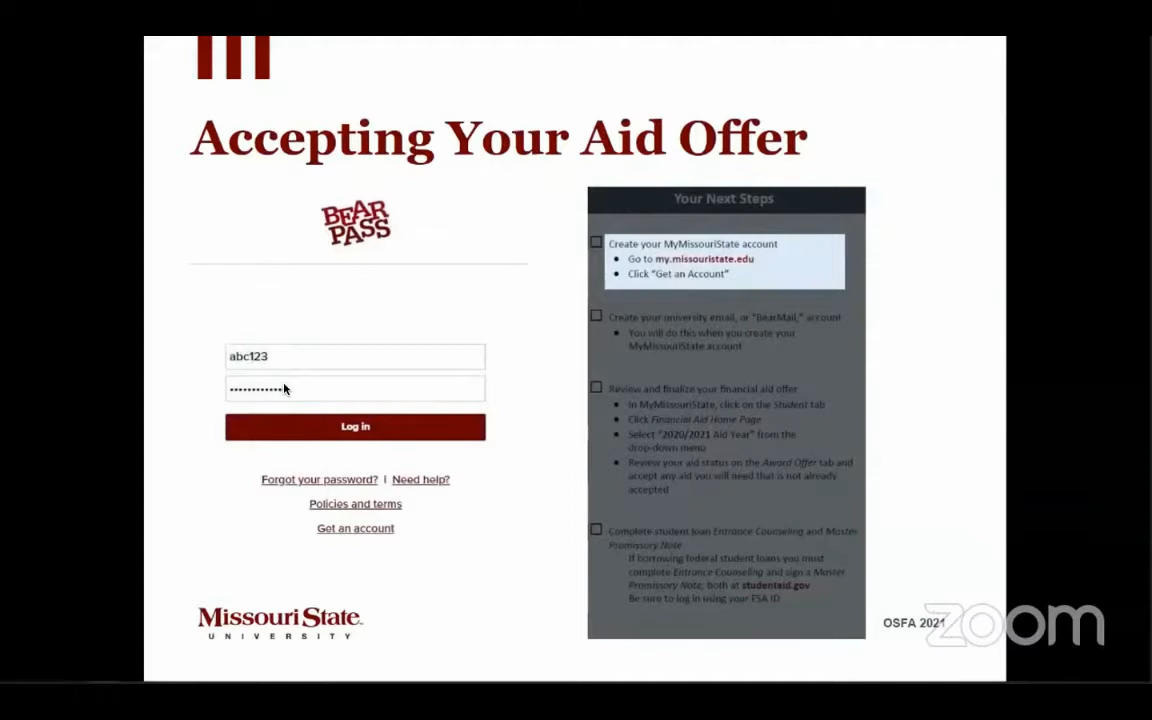 Accepting Your Aid Offer
BEAR
PASS
abc123
Log in
Forgot your password? | Need help?
Policies and terms
Get an account
Missouri State
UNIVERSITY
Your Next Steps
Create your MyMissouriState account
• Go to my.missouristate.edu
• Click "Get an Account"
Create your university email, or "BearMail," account
• You will do this when you create your
MyMissouriState account
Review and finalize your financial aid offer
• In MyMissouriState, click on the Student tab
• Click Financial Aid Home Page
• Select "2020/2021 Aid Year" from the
drop-down menu
• Review your aid status on the Award Offer tab and
accept any aid you will need that is not already
accepted
Complete student loan Entrance Counseling and Master
Promissory Note
If borrowing federal student loans you must
complete Entrance Counseling and sign a Master
Promissory Note, both at studentaid.gov
Be sure to log in using your FSA ID
OSFA 2021
zoom